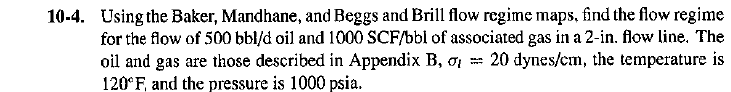 10-4. Using the Baker, Mandhane, and Beggs and Brill flow regime maps, find the flow regime
for the flow of 500 bbl/d oil and 1000 SCF/bbl of associated gas in a 2-in. flow line. The
oil and gas are those described in Appendix B, σₗ = 20 dynes/cm, the temperature is
120°F, and the pressure is 1000 psia.